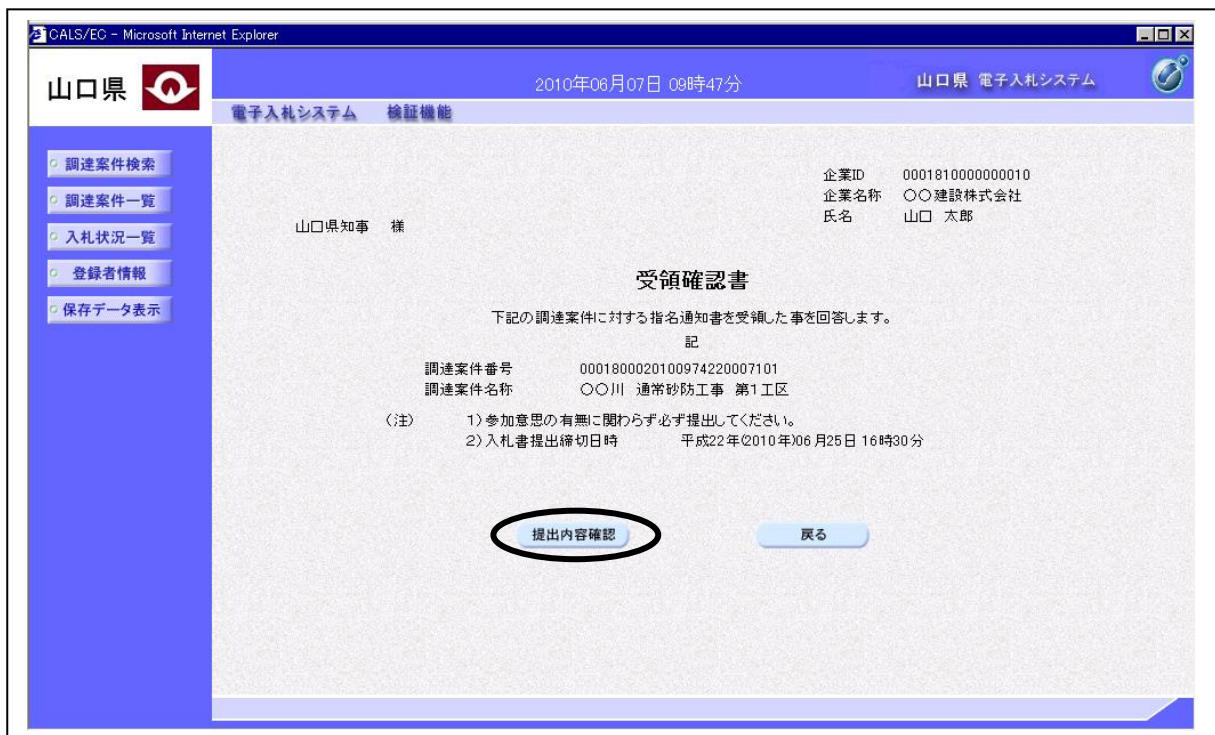 CALS/EC - Microsoft Internet Explorer
山口県
2010年06月07日 09時47分
山口県 電子入札システム
電子入札システム 検証機能
調達案件検索
調達案件一覧
入札状況一覧
登録者情報
保存データ表示
企業ID 0001810000000010
企業名称 〇〇建設株式会社
氏名 山口 太郎
山口県知事 様
受領確認書
下記の調達案件に対する指名通知書を受領した事を回答します。
記
調達案件番号 0001800020100974220007101
調達案件名称 〇〇川 通常砂防工事 第1工区
(注) 1)参加意思の有無に関わらず必ず提出してください。
2)入札書提出締切日時 平成22年(2010年)06月25日 16時30分
提出内容確認 戻る